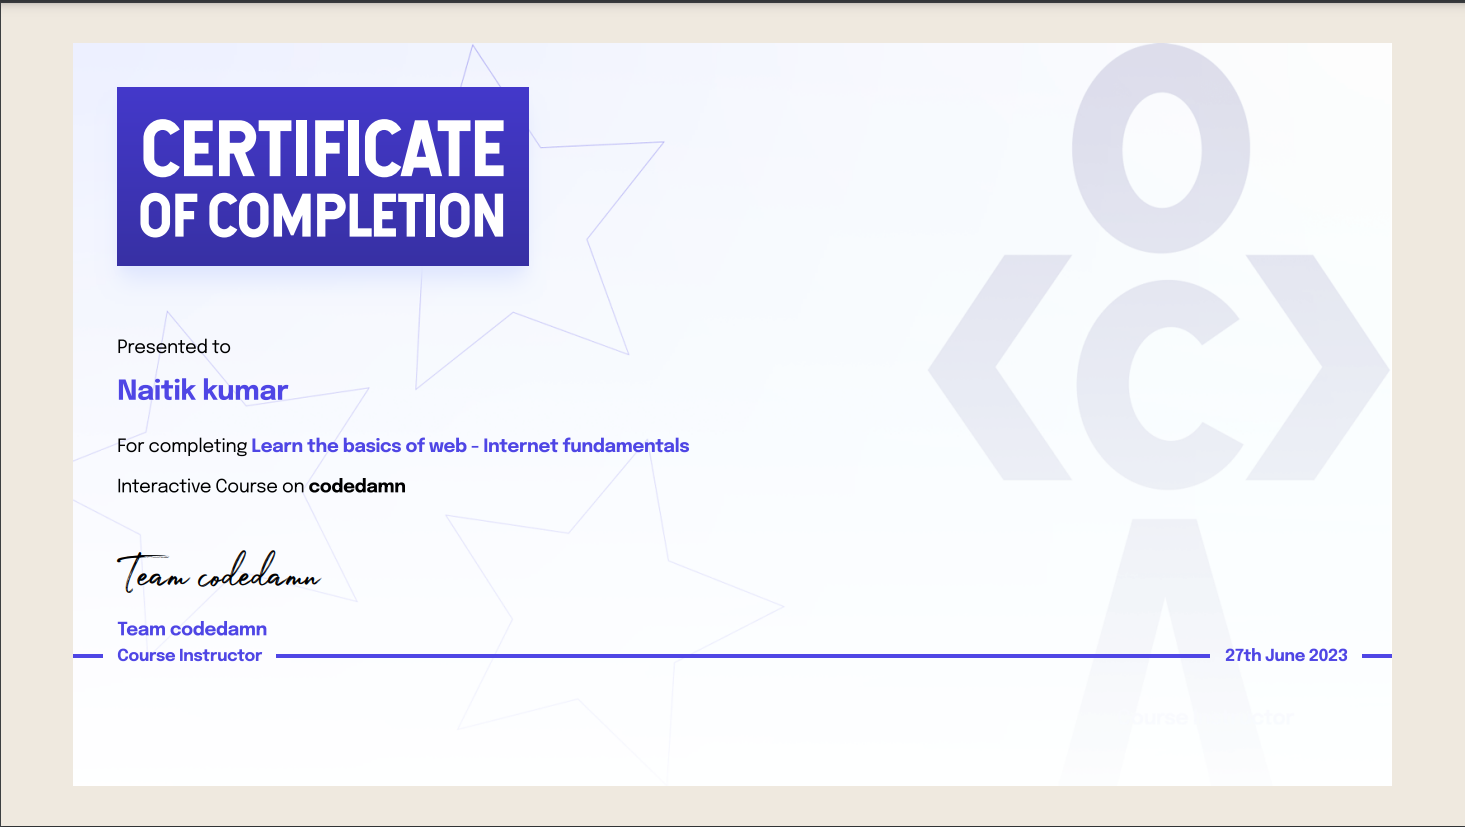 CERTIFICATE
OF COMPLETION
Presented to
Naitik kumar
For completing Learn the basics of web - Internet fundamentals
Interactive Course on codedamn
Team codedamn
Team codedamn
Course Instructor
27th June 2023